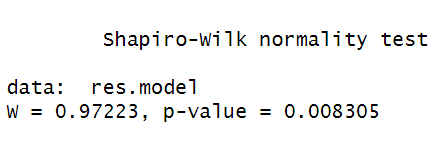 Shapiro-Wilk normality test
data:  res.model
W = 0.97223, p-value = 0.008305